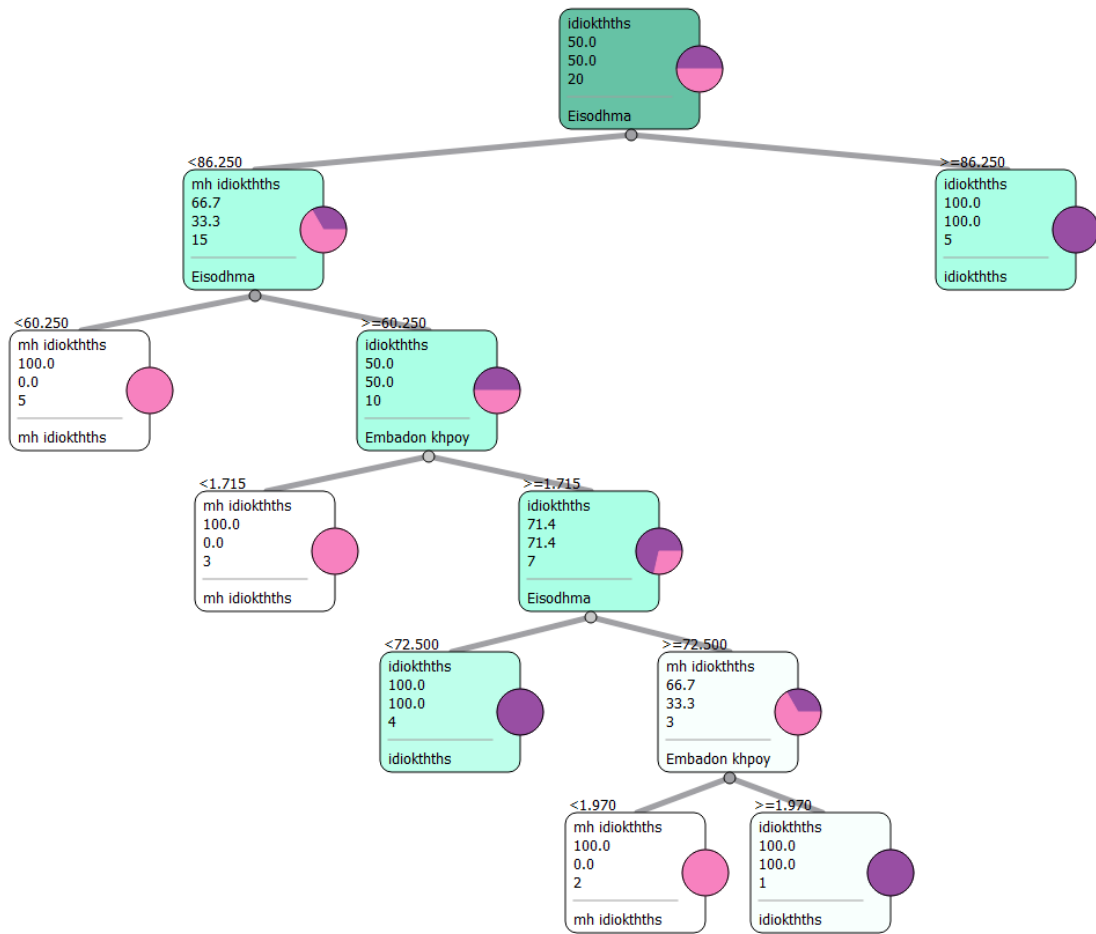 idiokthths
50.0
50.0
20
Eisodhma
<86.250
>=86.250
mh idiokthths
66.7
33.3
15
Eisodhma
idiokthths
100.0
100.0
5
idiokthths
<60.250
>=60.250
mh idiokthths
100.0
0.0
5
mh idiokthths
idiokthths
50.0
50.0
10
Embadon khpoy
<1.715
>=1.715
mh idiokthths
100.0
0.0
3
mh idiokthths
idiokthths
71.4
71.4
7
Eisodhma
<72.500
>=72.500
idiokthths
100.0
100.0
4
idiokthths
mh idiokthths
66.7
33.3
3
Embadon khpoy
<1.970
>=1.970
mh idiokthths
100.0
0.0
2
mh idiokthths
idiokthths
100.0
100.0
1
idiokthths